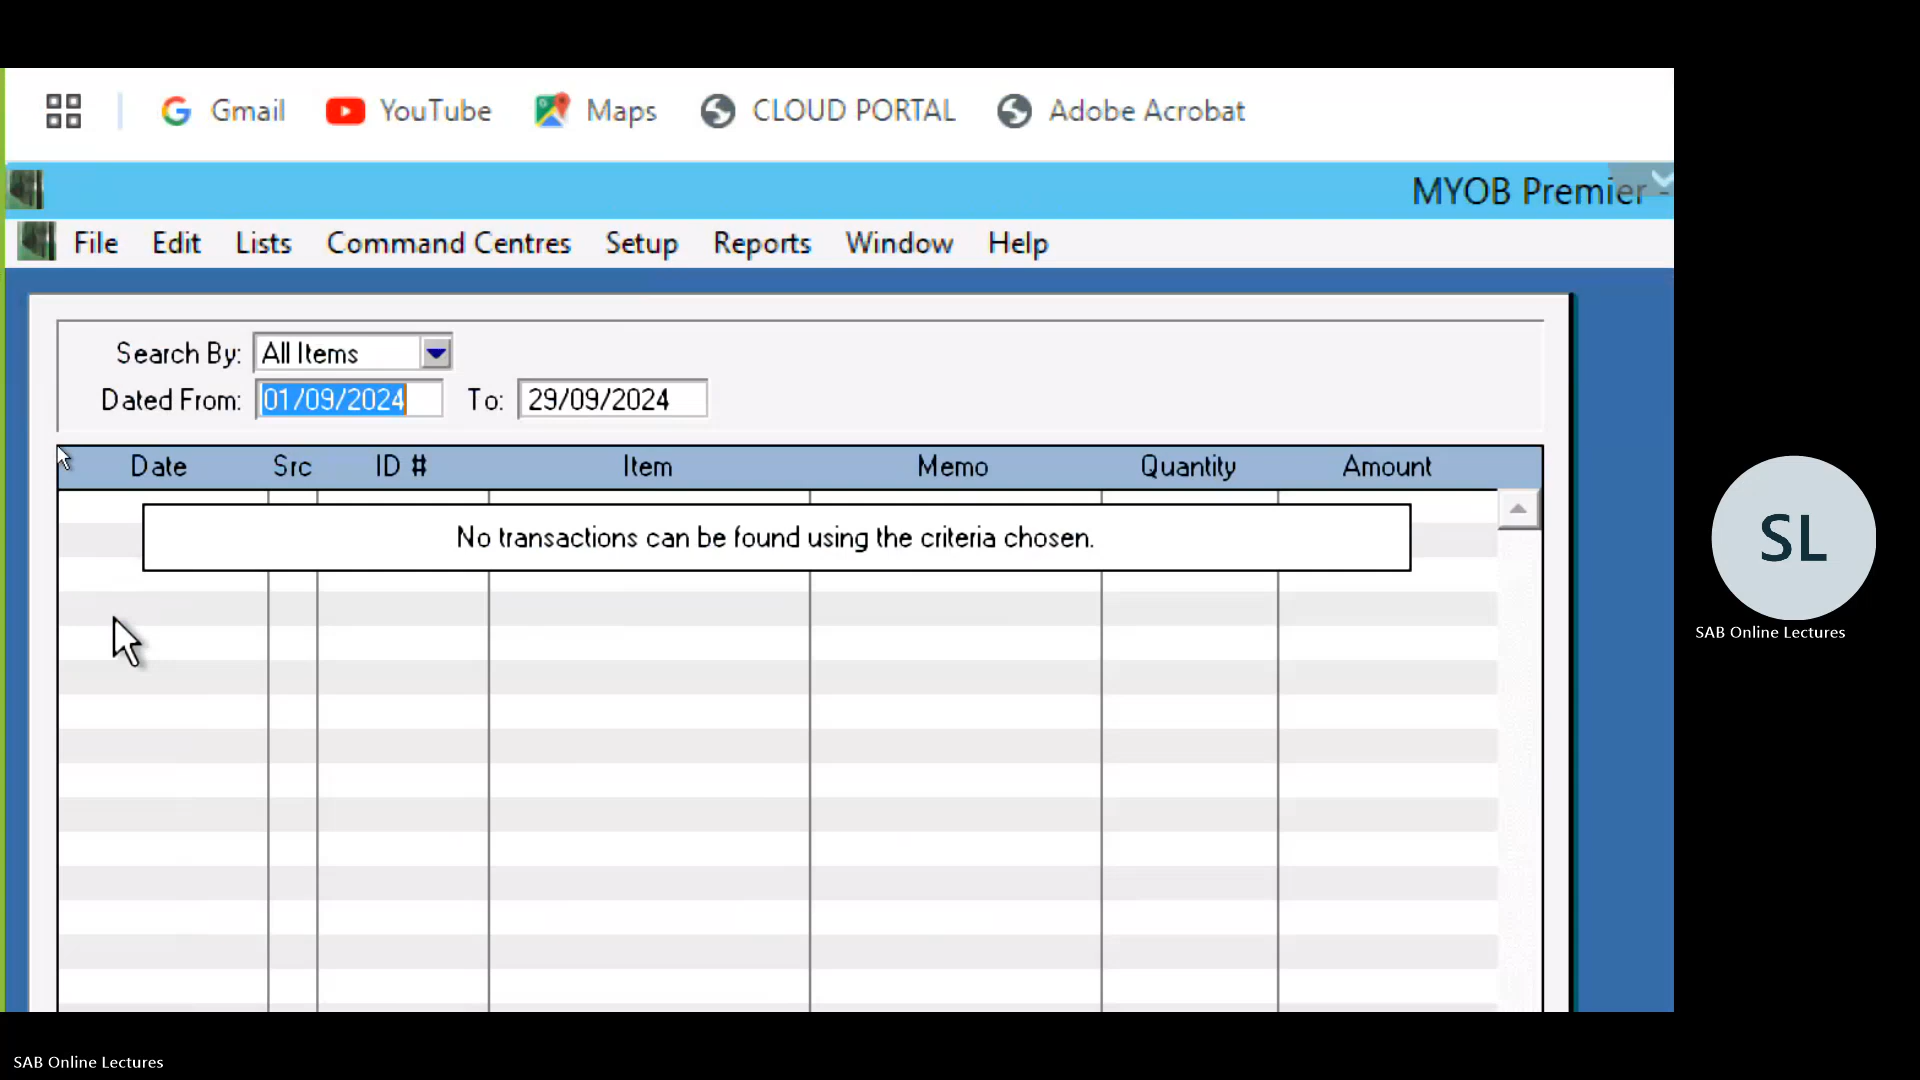 Gmail YouTube Maps CLOUD PORTAL Adobe Acrobat
MYOB Premier -
File Edit Lists Command Centres Setup Reports Window Help
Search By: All Items
Dated From: 01/09/2024 To: 29/09/2024
Date Src ID # Item Memo Quantity Amount
No transactions can be found using the criteria chosen.
SL
SAB Online Lectures
SAB Online Lectures